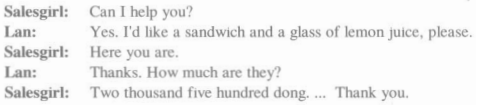 Salesgirl: Can I help you?
Lan: Yes. I'd like a sandwich and a glass of lemon juice, please.
Salesgirl: Here you are.
Lan: Thanks. How much are they?
Salesgirl: Two thousand five hundred dong. ... Thank you.